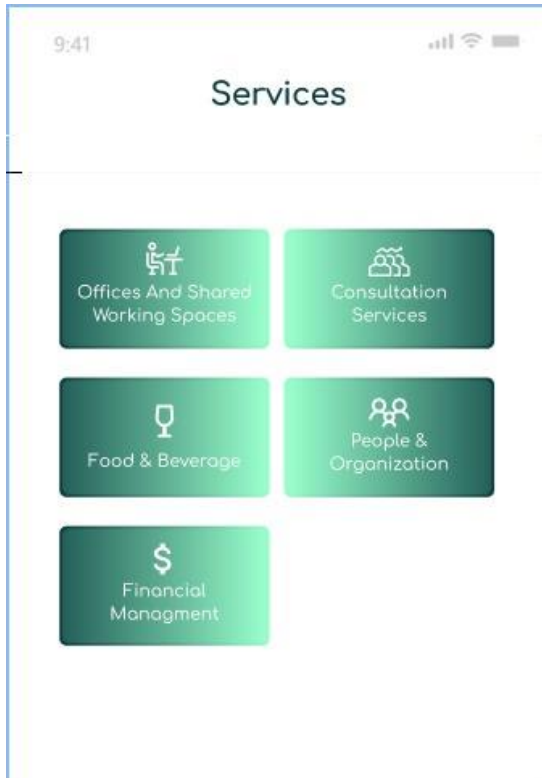 9:41
Services
Offices And Shared
Working Spaces
Consultation
Services
Food & Beverage
People &
Organization
$
Financial
Managment